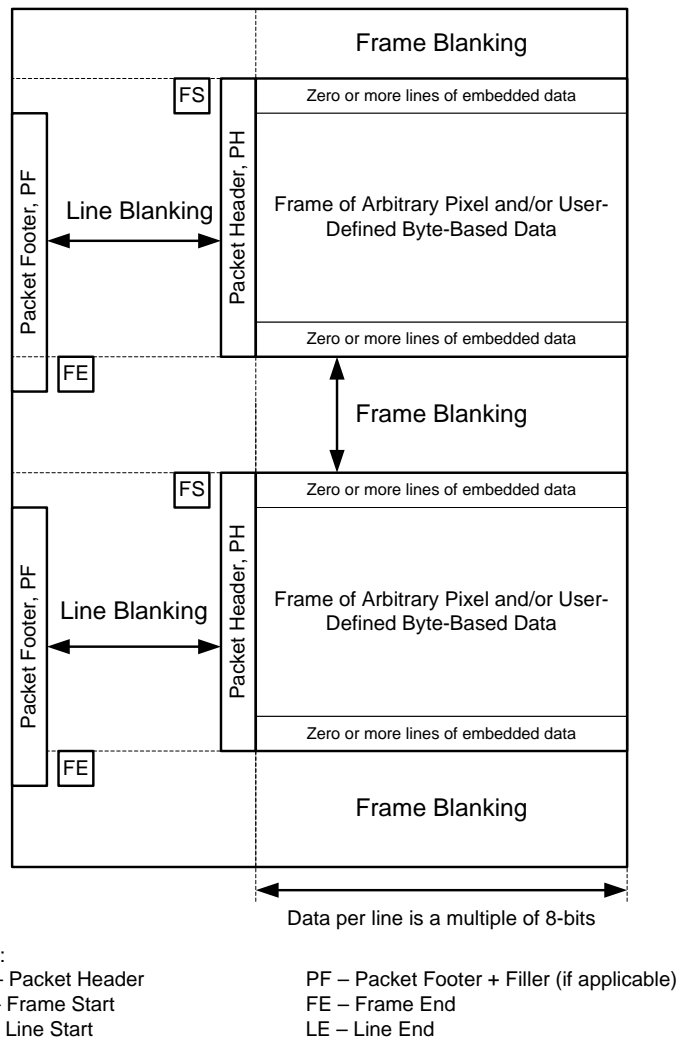 Frame Blanking
FS
Zero or more lines of embedded data
Packet Footer, PF
Line Blanking
Packet Header, PH
Frame of Arbitrary Pixel and/or User-
Defined Byte-Based Data
Zero or more lines of embedded data
FE
Frame Blanking
FS
Zero or more lines of embedded data
Packet Footer, PF
Line Blanking
Packet Header, PH
Frame of Arbitrary Pixel and/or User-
Defined Byte-Based Data
Zero or more lines of embedded data
FE
Frame Blanking
Data per line is a multiple of 8-bits
:
– Packet Header
PF – Packet Footer + Filler (if applicable)
– Frame Start
FE – Frame End
Line Start
LE – Line End